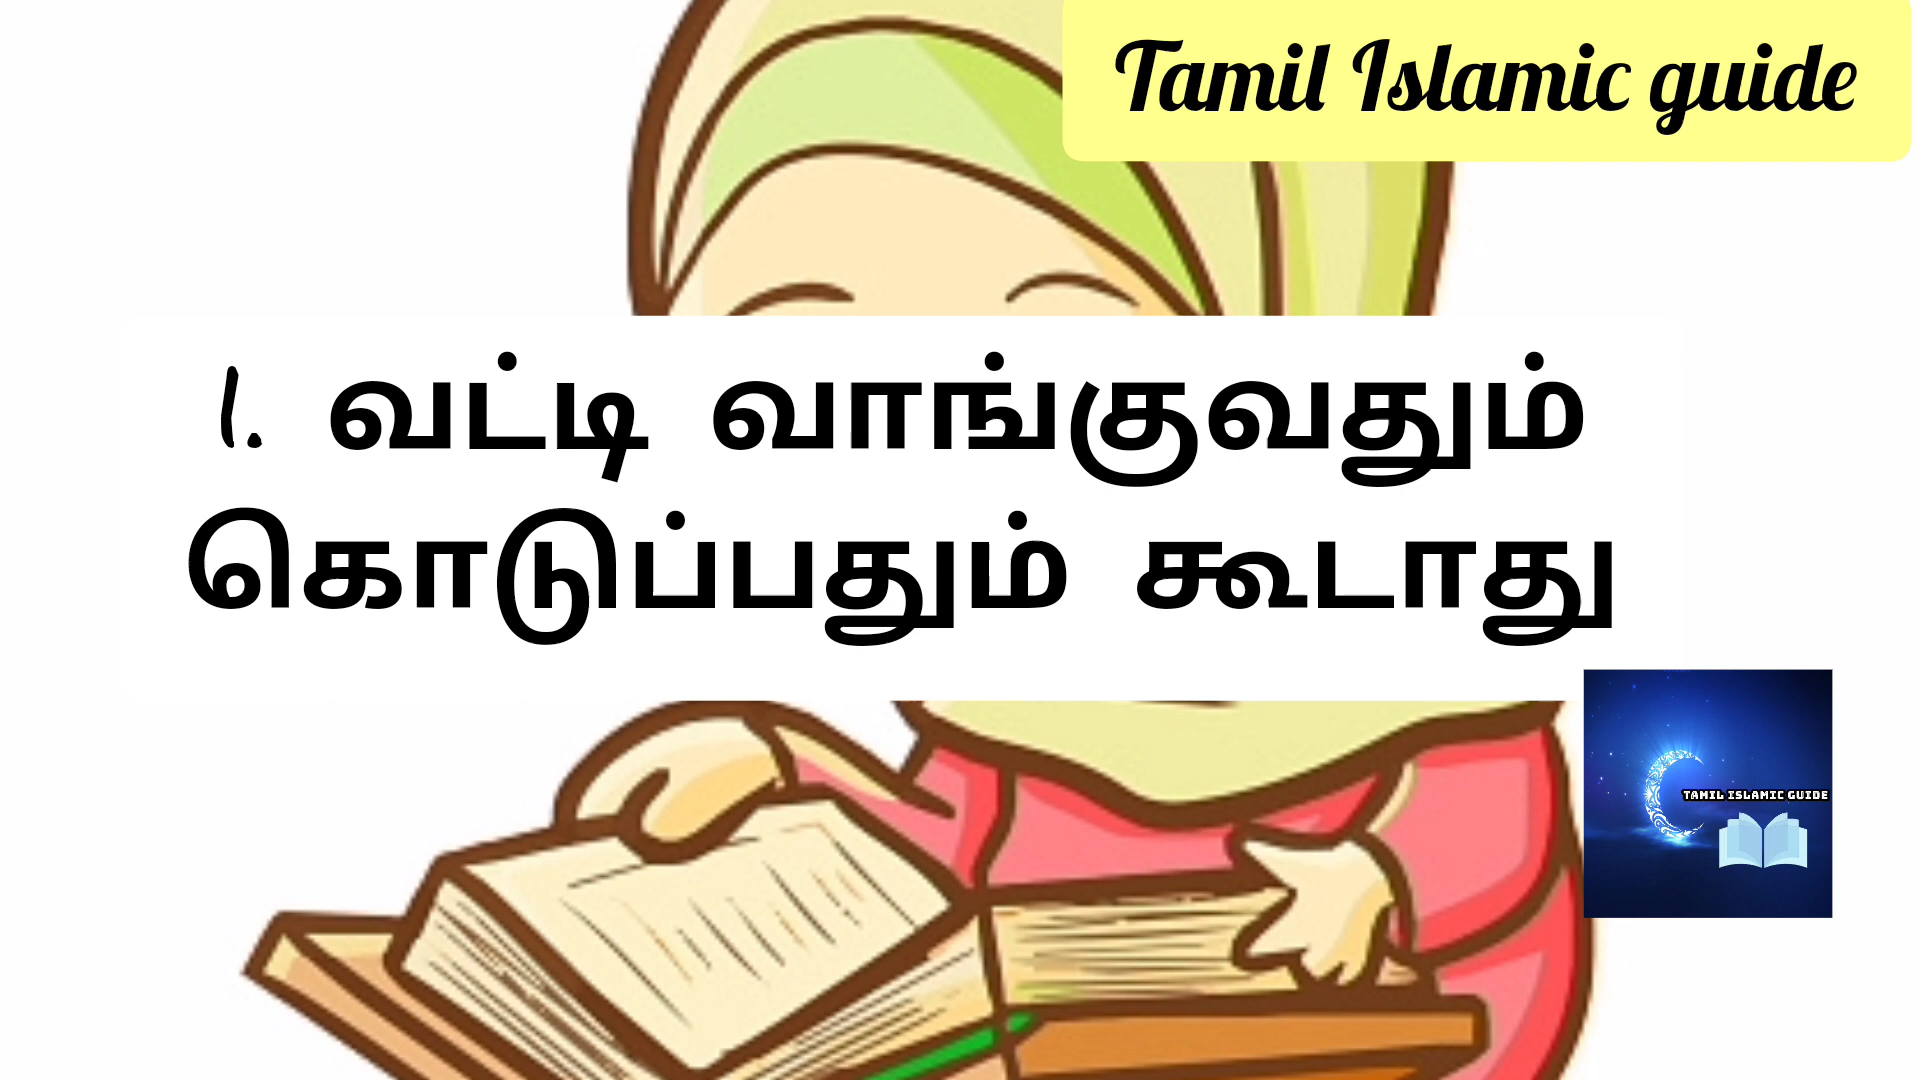 Tamil Islamic guide
1. வட்டி வாங்குவதும்
கொடுப்பதும் கூடாது
TAMIL ISLAMIC GUIDE